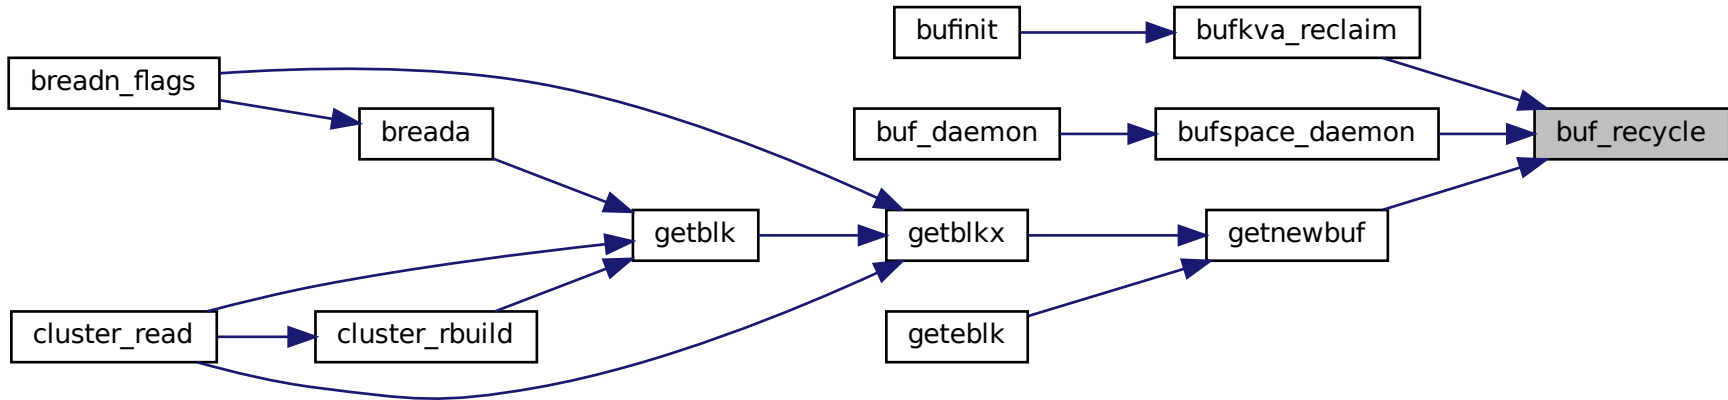 bufinit
bufkva_reclaim
breadn_flags
breada
buf_daemon
bufspace_daemon
buf_recycle
getblk
getblkx
getnewbuf
cluster_read
cluster_rbuild
geteblk